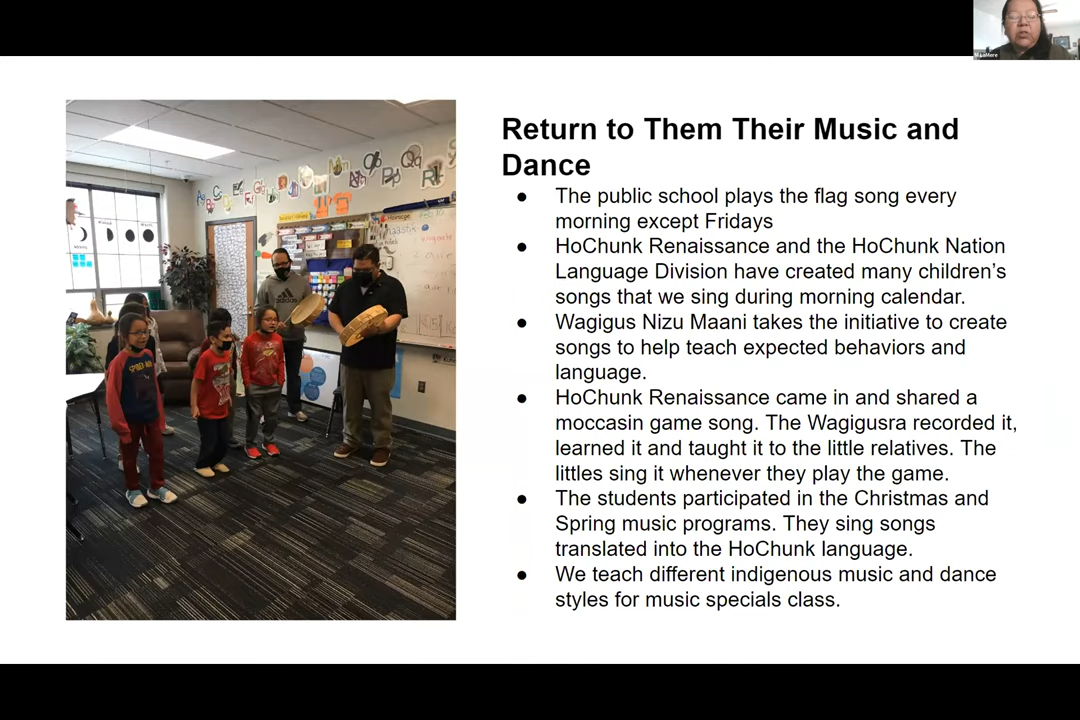 M LaMere
Return to Them Their Music and
Dance
● The public school plays the flag song every
morning except Fridays
● HoChunk Renaissance and the HoChunk Nation
Language Division have created many children's
songs that we sing during morning calendar.
● Wagigus Nizu Maani takes the initiative to create
songs to help teach expected behaviors and
language.
● HoChunk Renaissance came in and shared a
moccasin game song. The Wagigusra recorded it,
learned it and taught it to the little relatives. The
littles sing it whenever they play the game.
● The students participated in the Christmas and
Spring music programs. They sing songs
translated into the HoChunk language.
● We teach different indigenous music and dance
styles for music specials class.
adidas